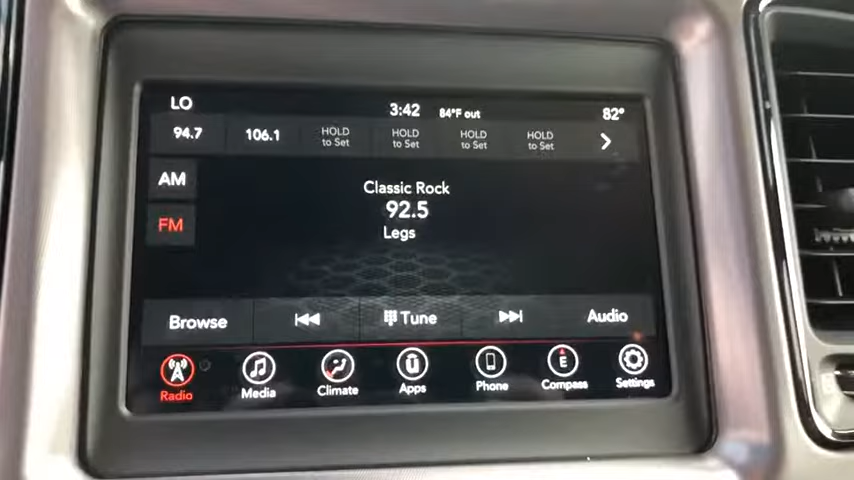 LO 3:42 84°F out 82°
94.7 106.1 HOLD to Set HOLD to Set HOLD to Set HOLD to Set
AM
Classic Rock
92.5
FM
Legs
Browse Tune Audio
E
Radio Media Climate Apps Phone Compass Settings